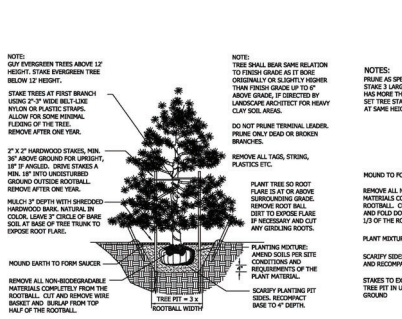 NOTE:
GUY EVERGREEN TREES ABOVE 12'
HEIGHT. STAKE EVERGREEN TREE
BELOW 12' HEIGHT.
STAKE TREES AT FIRST BRANCH
USING 2"-3" WIDE BELT-LIKE
NYLON OR PLASTIC STRAPS.
ALLOW FOR SOME MINIMAL
FLEXING OF THE TREE.
REMOVE AFTER ONE YEAR.
2" X 2" HARDWOOD STAKES, MIN.
36" ABOVE GROUND FOR UPRIGHT,
18" IF ANGLED. DRIVE STAKES A
MIN. 18" INTO UNDISTURBED
GROUND OUTSIDE ROOTBALL.
REMOVE AFTER ONE YEAR.
MULCH 3" DEPTH WITH SHREDDED
HARDWOOD BARK. NATURAL IN
COLOR. LEAVE 3" CIRCLE OF BARE
SOIL AT BASE OF TREE TRUNK TO
EXPOSE ROOT FLARE.
MOUND EARTH TO FORM SAUCER
REMOVE ALL NON-BIODEGRADABLE
MATERIALS COMPLETELY FROM THE
ROOTBALL. CUT AND REMOVE WIRE
BASKET AND BURLAP FROM TOP
HALF OF THE ROOTBALL.
TREE PIT = 3 x
ROOTBALL WIDTH
NOTE:
TREE SHALL BEAR SAME RELATION
TO FINISH GRADE AS IT BORE
ORIGINALLY OR SLIGHTLY HIGHER
THAN FINISH GRADE UP TO 6"
ABOVE GRADE, IF DIRECTED BY
LANDSCAPE ARCHITECT FOR HEAVY
CLAY SOIL AREAS.
DO NOT PRUNE TERMINAL LEADER.
PRUNE ONLY DEAD OR BROKEN
BRANCHES.
REMOVE ALL TAGS, STRING,
PLASTICS ETC.
PLANT TREE SO ROOT
FLARE IS AT OR ABOVE
SURROUNDING GRADE.
REMOVE ROOT BALL
DIRT TO EXPOSE FLARE
IF NECESSARY AND CUT
ANY GIRDLING ROOTS.
PLANTING MIXTURE:
AMEND SOILS PER SITE
CONDITIONS AND
REQUIREMENTS OF THE
PLANT MATERIAL.
4"
SCARIFY PLANTING PIT
SIDES. RECOMPACT
BASE TO 4" DEPTH.
NOTES:
PRUNE AS SPE
STAKE 3 LARG
HAS MORE TH
SET TREE STA
AT SAME HEIG
MOUND TO FO
REMOVE ALL N
MATERIALS CO
ROOTBALL. C
AND FOLD DO
1/3 OF THE RO
PLANT MIXTUR
SCARIFY SIDES
AND RECOMPA
STAKES TO EX
TREE PIT IN U
GROUND